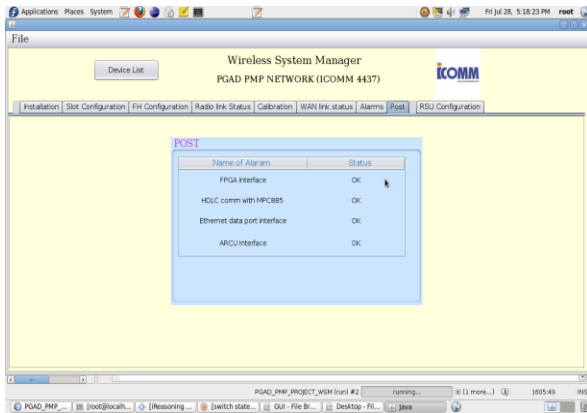 Applications Places System Fri Jul 28, 5:18:23 PM root
File
Device List
Wireless System Manager
PGAD PMP NETWORK (ICOMM 4437)
iCOMM
Installation Slot Configuration FH Configuration Radio link Status Calibration WAN link status Alarms Post RSU Configuration
POST
Name of Alaram Status
FPGA Interface OK
HDLC comm with MPC885 OK
Ethernet data port interface OK
ARCU Interface OK
PGAD_PMP_PROJECT_WSM (run) #2 running... (1 more...) 1605:49 INS
PGAD_PMP_... [root@localh... [iReasoning ... [switch state... GUI - File Br... Desktop - Fil... Java